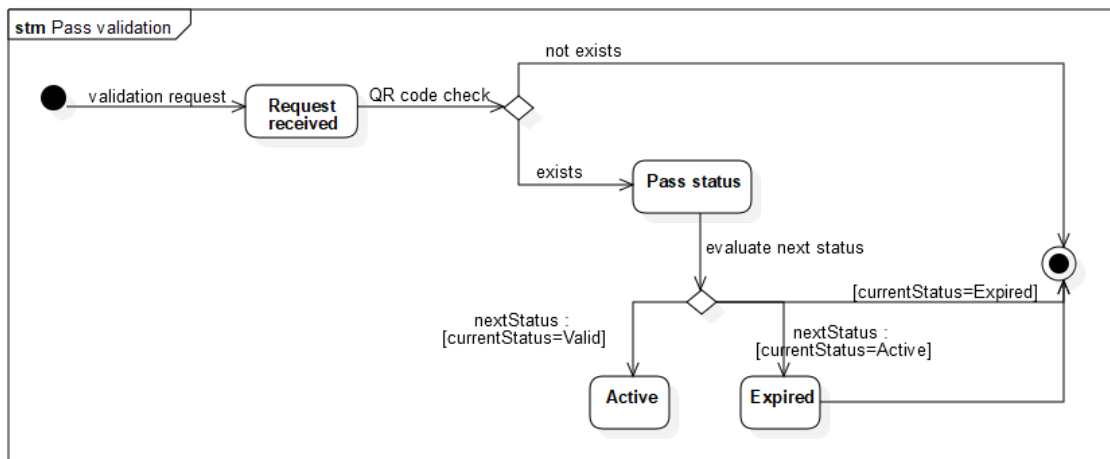 stm Pass validation
not exists
validation request
QR code check
Request
received
exists
Pass status
evaluate next status
[currentStatus=Expired]
nextStatus :
[currentStatus=Valid]
nextStatus :
[currentStatus=Active]
Active
Expired